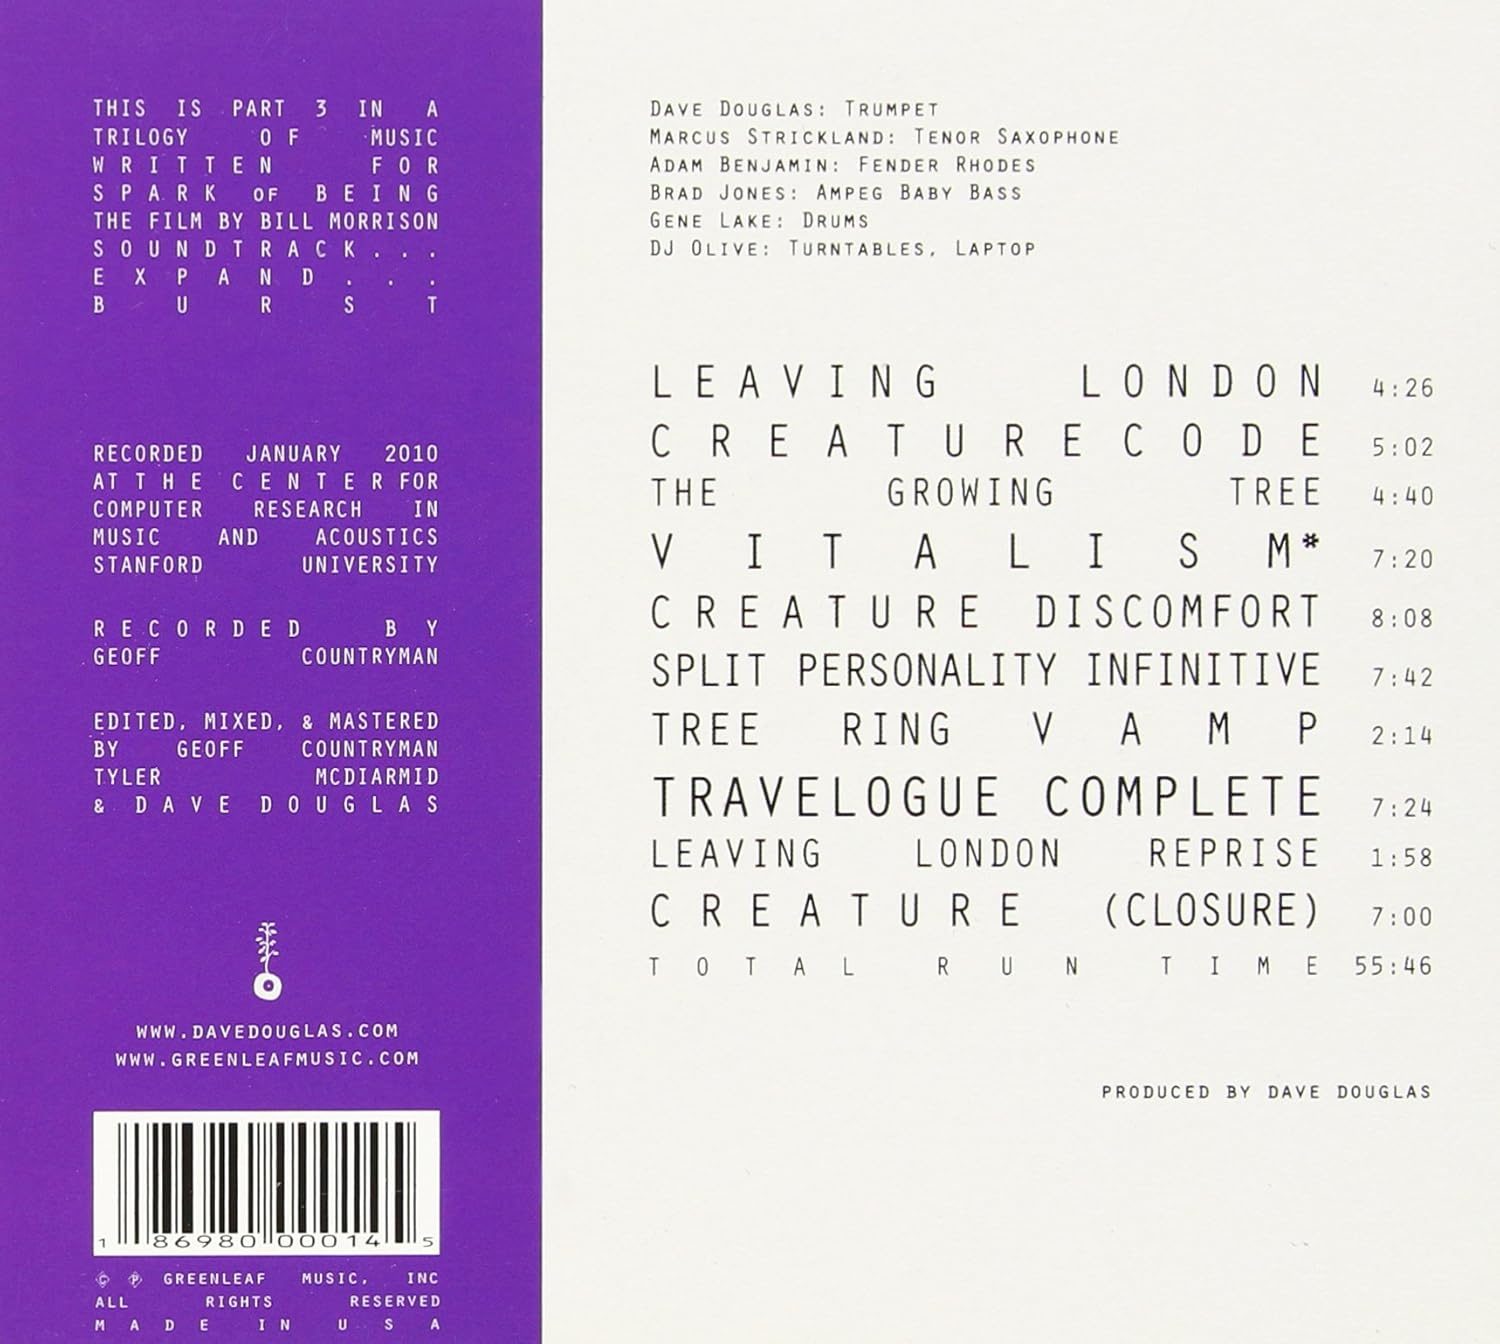 THIS IS PART 3 IN A
TRILOGY OF MUSIC
WRITTEN FOR
SPARK OF BEING
THE FILM BY BILL MORRISON
SOUNDTRACK...
EXPAND...
BURST
RECORDED JANUARY 2010
AT THE CENTER FOR
COMPUTER RESEARCH IN
MUSIC AND ACOUSTICS
STANFORD UNIVERSITY
RECORDED BY
GEOFF COUNTRYMAN
EDITED, MIXED, & MASTERED
BY GEOFF COUNTRYMAN
TYLER MCDIARMID
& DAVE DOUGLAS
WWW.DAVEDOUGLAS.COM
WWW.GREENLEAFMUSIC.COM
1 86980 00014 5
© ℗ GREENLEAF MUSIC, INC
ALL RIGHTS RESERVED
MADE IN USA
DAVE DOUGLAS: TRUMPET
MARCUS STRICKLAND: TENOR SAXOPHONE
ADAM BENJAMIN: FENDER RHODES
BRAD JONES: AMPEG BABY BASS
GENE LAKE: DRUMS
DJ OLIVE: TURNTABLES, LAPTOP
LEAVING LONDON 4:26
CREATURE CODE 5:02
THE GROWING TREE 4:40
VITALISM* 7:20
CREATURE DISCOMFORT 8:08
SPLIT PERSONALITY INFINITIVE 7:42
TREE RING VAMP 2:14
TRAVELOGUE COMPLETE 7:24
LEAVING LONDON REPRISE 1:58
CREATURE (CLOSURE) 7:00
TOTAL RUN TIME 55:46
PRODUCED BY DAVE DOUGLAS